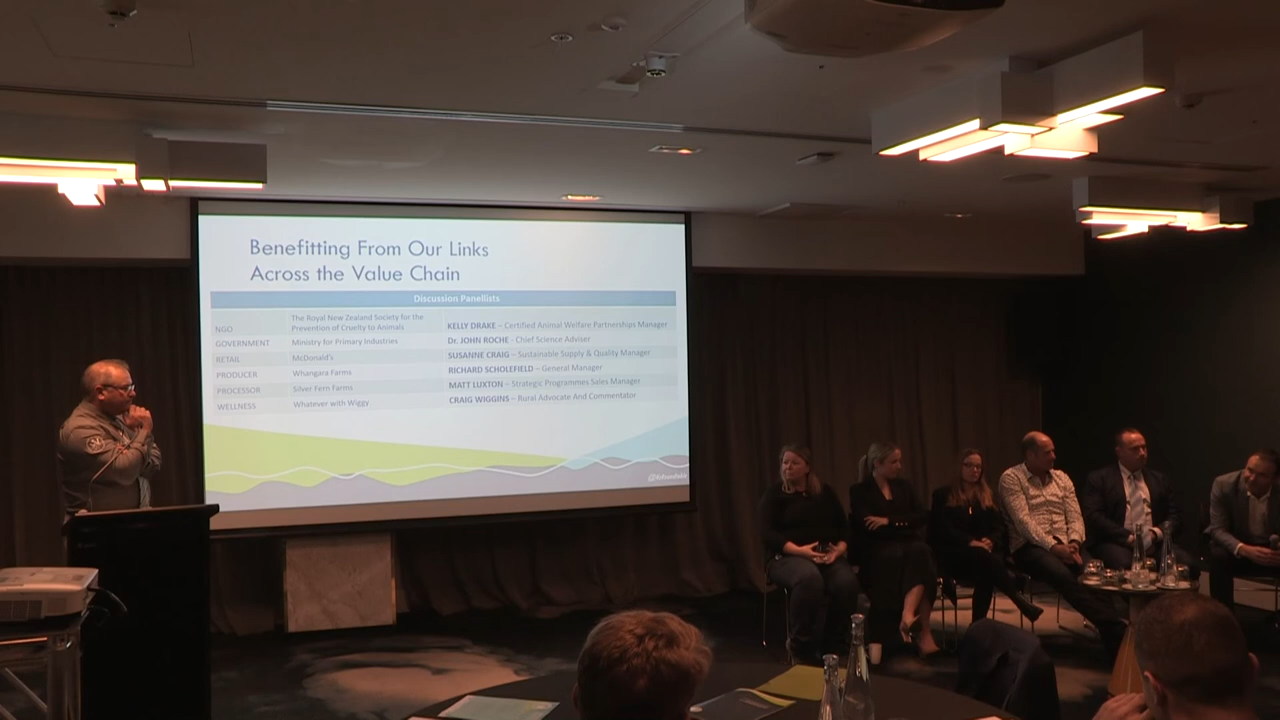 Benefitting From Our Links
Across the Value Chain
Discussion Panellists
NGO The Royal New Zealand Society for the Prevention of Cruelty to Animals KELLY DRAKE – Certified Animal Welfare Partnerships Manager
GOVERNMENT Ministry for Primary Industries Dr. JOHN ROCHE - Chief Science Adviser
RETAIL McDonald's SUSANNE CRAIG – Sustainable Supply & Quality Manager
PRODUCER Whangara Farms RICHARD SCHOLEFIELD – General Manager
PROCESSOR Silver Fern Farms MATT LUXTON – Strategic Programmes Sales Manager
WELLNESS Whatever with Wiggy CRAIG WIGGINS – Rural Advocate And Commentator